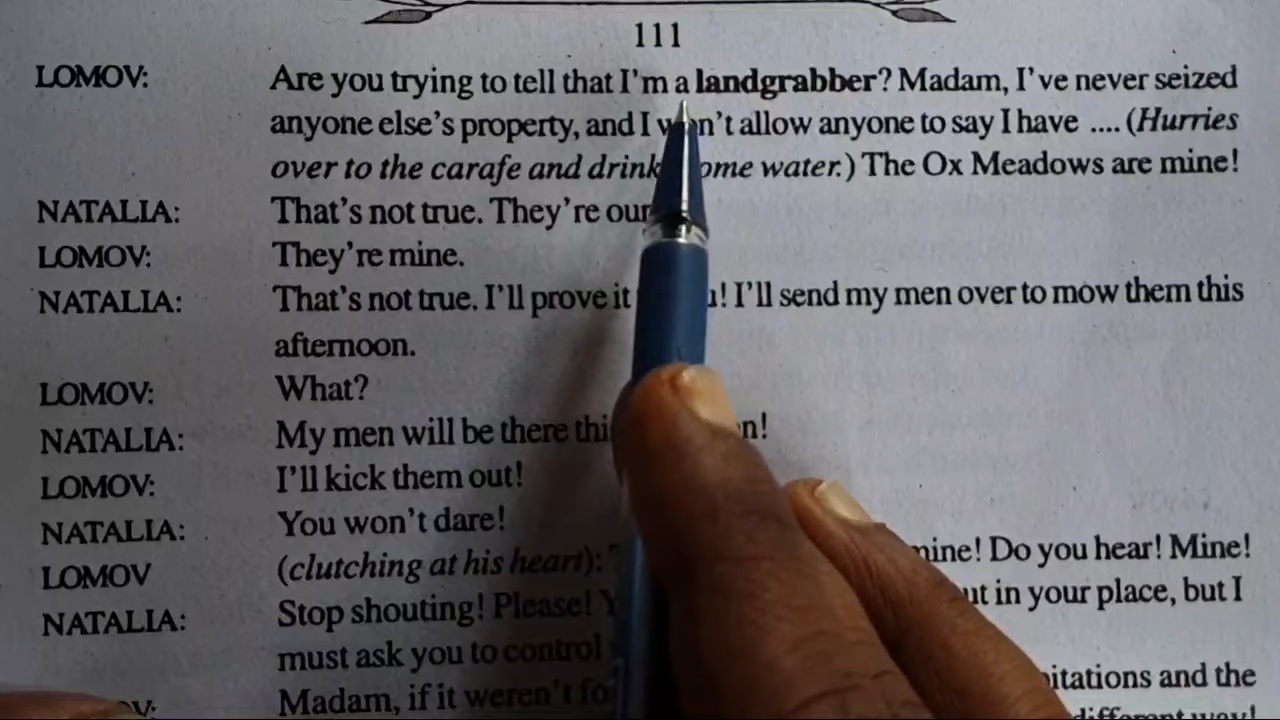 111
LOMOV: Are you trying to tell that I'm a landgrabber? Madam, I've never seized
anyone else's property, and I won't allow anyone to say I have .... (Hurries
over to the carafe and drink ome water.) The Ox Meadows are mine!
NATALIA: That's not true. They're our
LOMOV: They're mine.
NATALIA: That's not true. I'll prove it ! I'll send my men over to mow them this
afternoon.
LOMOV: What?
NATALIA: My men will be there thi n!
LOMOV: I'll kick them out!
NATALIA: You won't dare!
LOMOV (clutching at his heart): mine! Do you hear! Mine!
NATALIA: Stop shouting! Please! in your place, but I
must ask you to control
Madam, if it weren't fo pitations and the
different way!